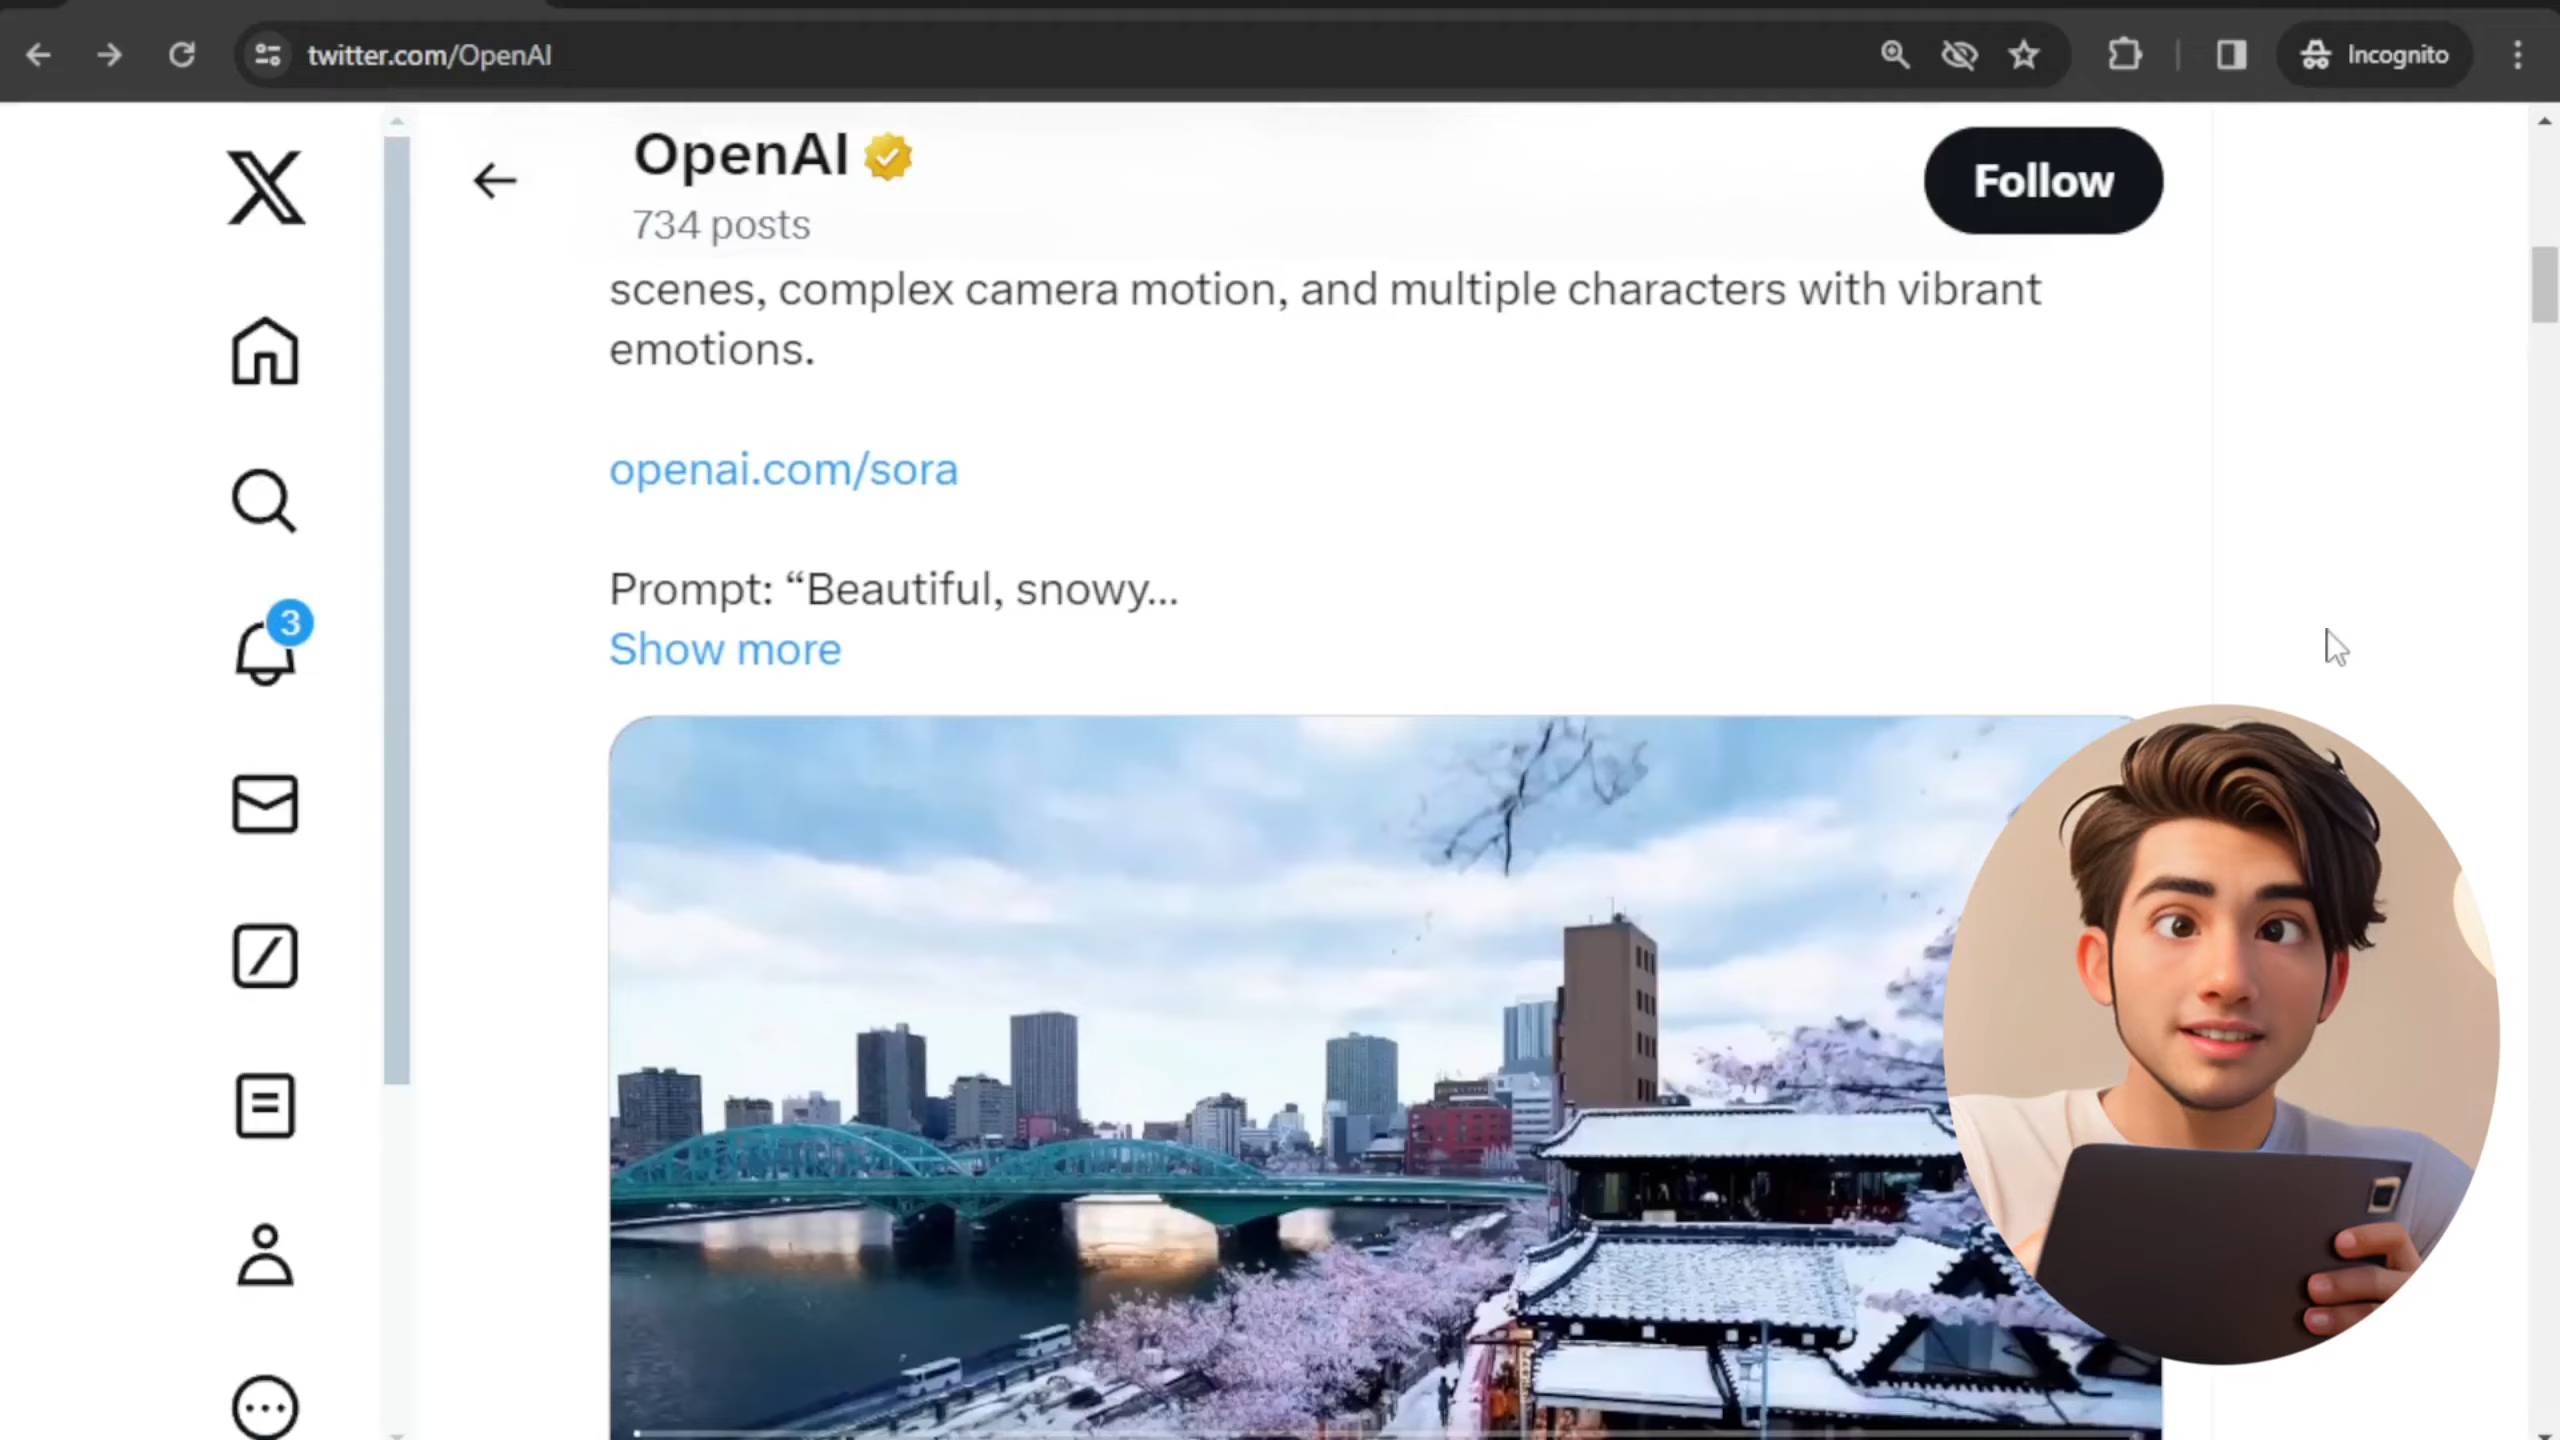 twitter.com/OpenAI
Incognito
OpenAI
734 posts
Follow
scenes, complex camera motion, and multiple characters with vibrant
emotions.
openai.com/sora
Prompt: “Beautiful, snowy...
Show more
3